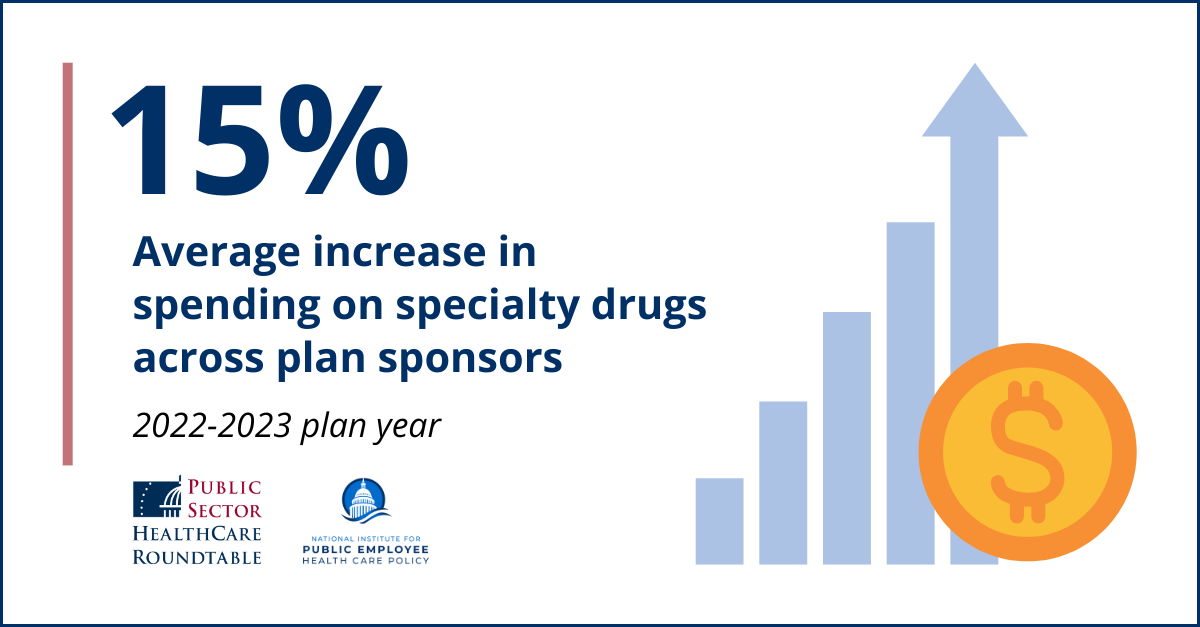 15%
Average increase in
spending on specialty drugs
across plan sponsors
2022-2023 plan year
PUBLIC
SECTOR
HEALTHCARE
ROUNDTABLE
NATIONAL INSTITUTE FOR
PUBLIC EMPLOYEE
HEALTH CARE POLICY
$